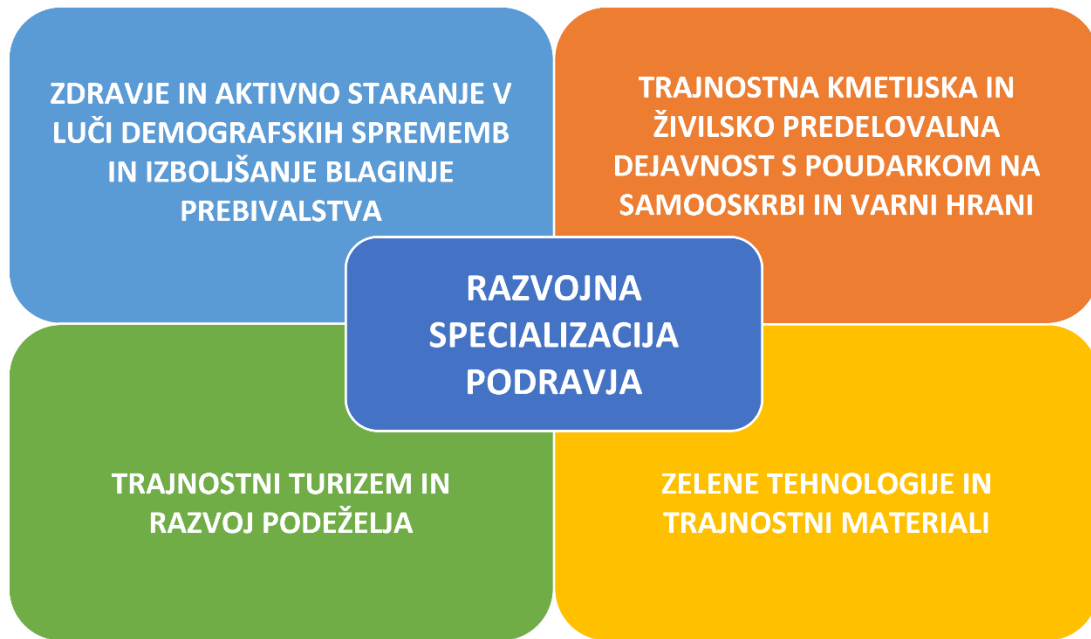 ZDRAVJE IN AKTIVNO STARANJE V
LUČI DEMOGRAFSKIH SPREMEMB
IN IZBOLJŠANJE BLAGINJE
PREBIVALSTVA
TRAJNOSTNA KMETIJSKA IN
ŽIVILSKO PREDELOVALNA
DEJAVNOST S POUDARKOM NA
SAMOOSKRBI IN VARNI HRANI
RAZVOJNA
SPECIALIZACIJA
PODRAVJA
TRAJNOSTNI TURIZEM IN
RAZVOJ PODEŽELJA
ZELENE TEHNOLOGIJE IN
TRAJNOSTNI MATERIALI